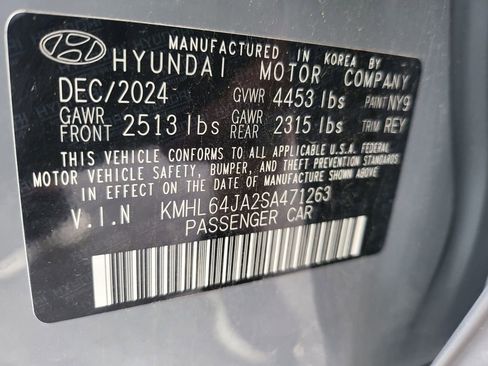 MANUFACTURED IN KOREA BY
HYUNDAI MOTOR COMPANY
DEC/2024 GVWR 4453 lbs PAINT NY9
GAWR FRONT 2513 lbs GAWR REAR 2315 lbs TRIM REY
THIS VEHICLE CONFORMS TO ALL APPLICABLE U.S.A. FEDERAL
MOTOR VEHICLE SAFETY, BUMPER, AND THEFT PREVENTION STANDARDS
IN EFFECT ON THE DATE OF MANUFACTURE SHOWN ABOVE.
V.I.N KMHL64JA2SA471263
PASSENGER CAR